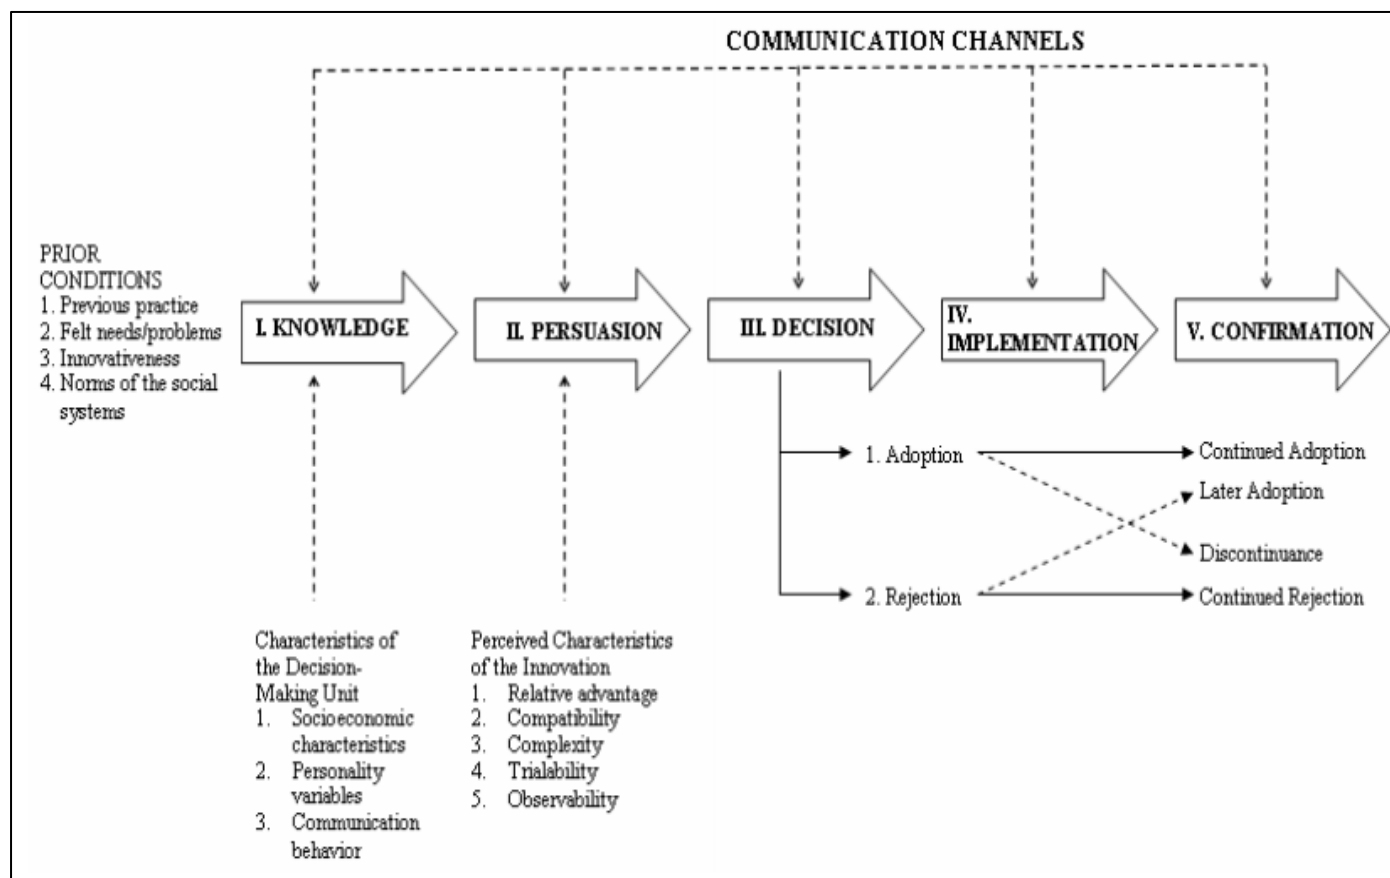 COMMUNICATION CHANNELS
PRIOR
CONDITIONS
1. Previous practice
2. Felt needs/problems
3. Innovativeness
4. Norms of the social
systems
I. KNOWLEDGE
II. PERSUASION
III. DECISION
IV.
IMPLEMENTATION
V. CONFIRMATION
1. Adoption
2. Rejection
Continued Adoption
Later Adoption
Discontinuance
Continued Rejection
Characteristics of
the Decision-
Making Unit
1. Socioeconomic
characteristics
2. Personality
variables
3. Communication
behavior
Perceived Characteristics
of the Innovation
1. Relative advantage
2. Compatibility
3. Complexity
4. Trialability
5. Observability